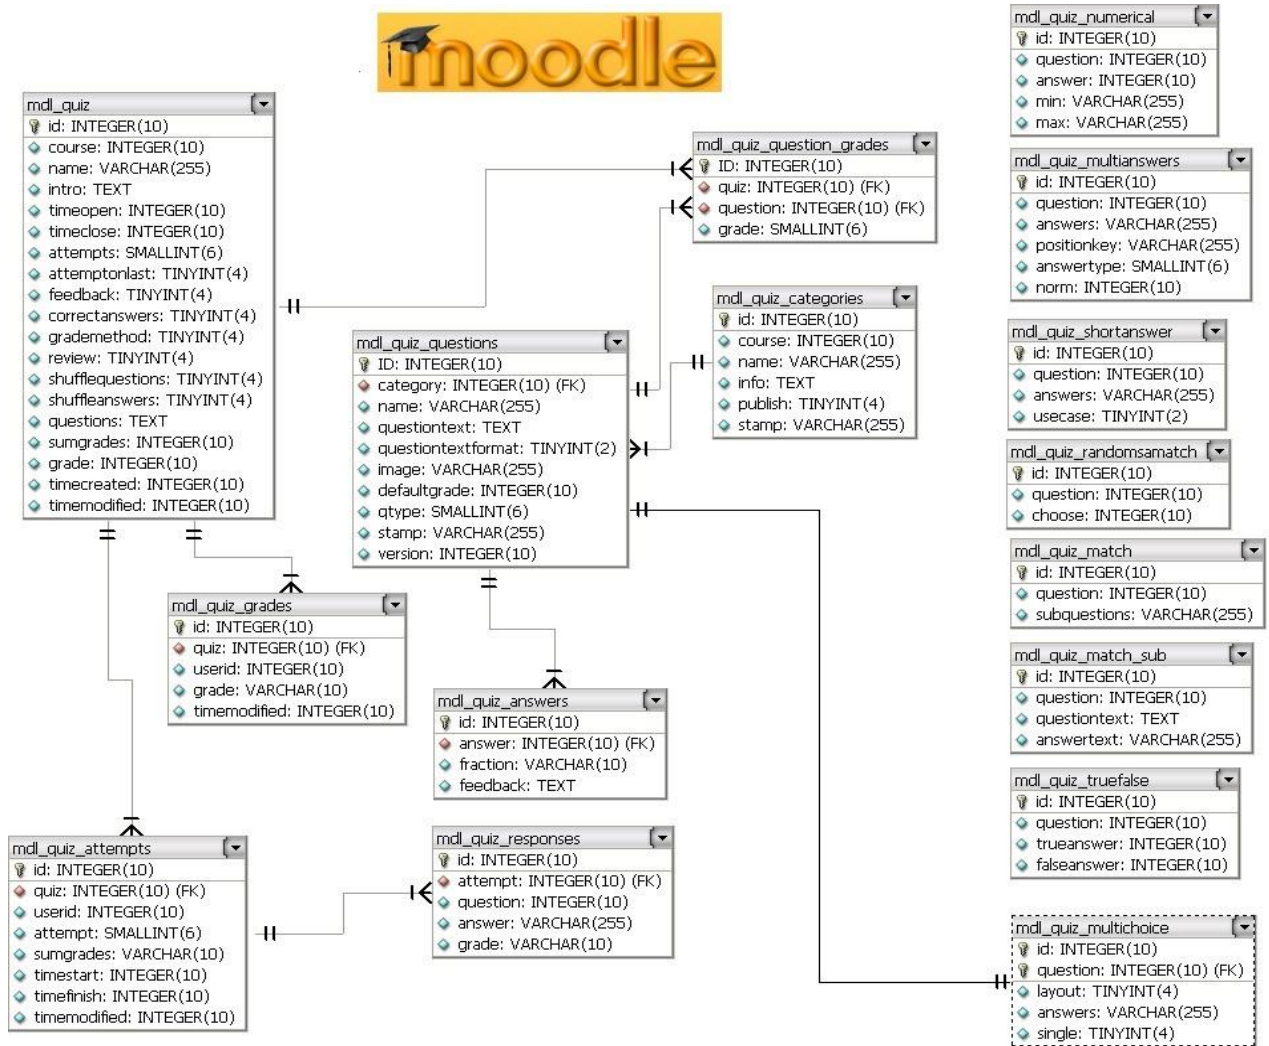 moodle
mdl_quiz
id: INTEGER(10)
course: INTEGER(10)
name: VARCHAR(255)
intro: TEXT
timeopen: INTEGER(10)
timeclose: INTEGER(10)
attempts: SMALLINT(6)
attemptonlast: TINYINT(4)
feedback: TINYINT(4)
correctanswers: TINYINT(4)
grademethod: TINYINT(4)
review: TINYINT(4)
shufflequestions: TINYINT(4)
shuffleanswers: TINYINT(4)
questions: TEXT
sumgrades: INTEGER(10)
grade: INTEGER(10)
timecreated: INTEGER(10)
timemodified: INTEGER(10)
mdl_quiz_question_grades
ID: INTEGER(10)
quiz: INTEGER(10) (FK)
question: INTEGER(10) (FK)
grade: SMALLINT(6)
mdl_quiz_categories
id: INTEGER(10)
course: INTEGER(10)
name: VARCHAR(255)
info: TEXT
publish: TINYINT(4)
stamp: VARCHAR(255)
mdl_quiz_questions
ID: INTEGER(10)
category: INTEGER(10) (FK)
name: VARCHAR(255)
questiontext: TEXT
questiontextformat: TINYINT(2)
image: VARCHAR(255)
defaultgrade: INTEGER(10)
qtype: SMALLINT(6)
stamp: VARCHAR(255)
version: INTEGER(10)
mdl_quiz_grades
id: INTEGER(10)
quiz: INTEGER(10) (FK)
userid: INTEGER(10)
grade: VARCHAR(10)
timemodified: INTEGER(10)
mdl_quiz_answers
id: INTEGER(10)
answer: INTEGER(10) (FK)
fraction: VARCHAR(10)
feedback: TEXT
mdl_quiz_attempts
id: INTEGER(10)
quiz: INTEGER(10) (FK)
userid: INTEGER(10)
attempt: SMALLINT(6)
sumgrades: VARCHAR(10)
timestart: INTEGER(10)
timefinish: INTEGER(10)
timemodified: INTEGER(10)
mdl_quiz_responses
id: INTEGER(10)
attempt: INTEGER(10) (FK)
question: INTEGER(10)
answer: VARCHAR(255)
grade: VARCHAR(10)
mdl_quiz_numerical
id: INTEGER(10)
question: INTEGER(10)
answer: INTEGER(10)
min: VARCHAR(255)
max: VARCHAR(255)
mdl_quiz_multianswers
id: INTEGER(10)
question: INTEGER(10)
answers: VARCHAR(255)
positionkey: VARCHAR(255)
answertype: SMALLINT(6)
norm: INTEGER(10)
mdl_quiz_shortanswer
id: INTEGER(10)
question: INTEGER(10)
answers: VARCHAR(255)
usecase: TINYINT(2)
mdl_quiz_randomsamatch
id: INTEGER(10)
question: INTEGER(10)
choose: INTEGER(10)
mdl_quiz_match
id: INTEGER(10)
question: INTEGER(10)
subquestions: VARCHAR(255)
mdl_quiz_match_sub
id: INTEGER(10)
question: INTEGER(10)
questiontext: TEXT
answertext: VARCHAR(255)
mdl_quiz_truefalse
id: INTEGER(10)
question: INTEGER(10)
trueanswer: INTEGER(10)
falseanswer: INTEGER(10)
mdl_quiz_multichoice
id: INTEGER(10)
question: INTEGER(10) (FK)
layout: TINYINT(4)
answers: VARCHAR(255)
single: TINYINT(4)